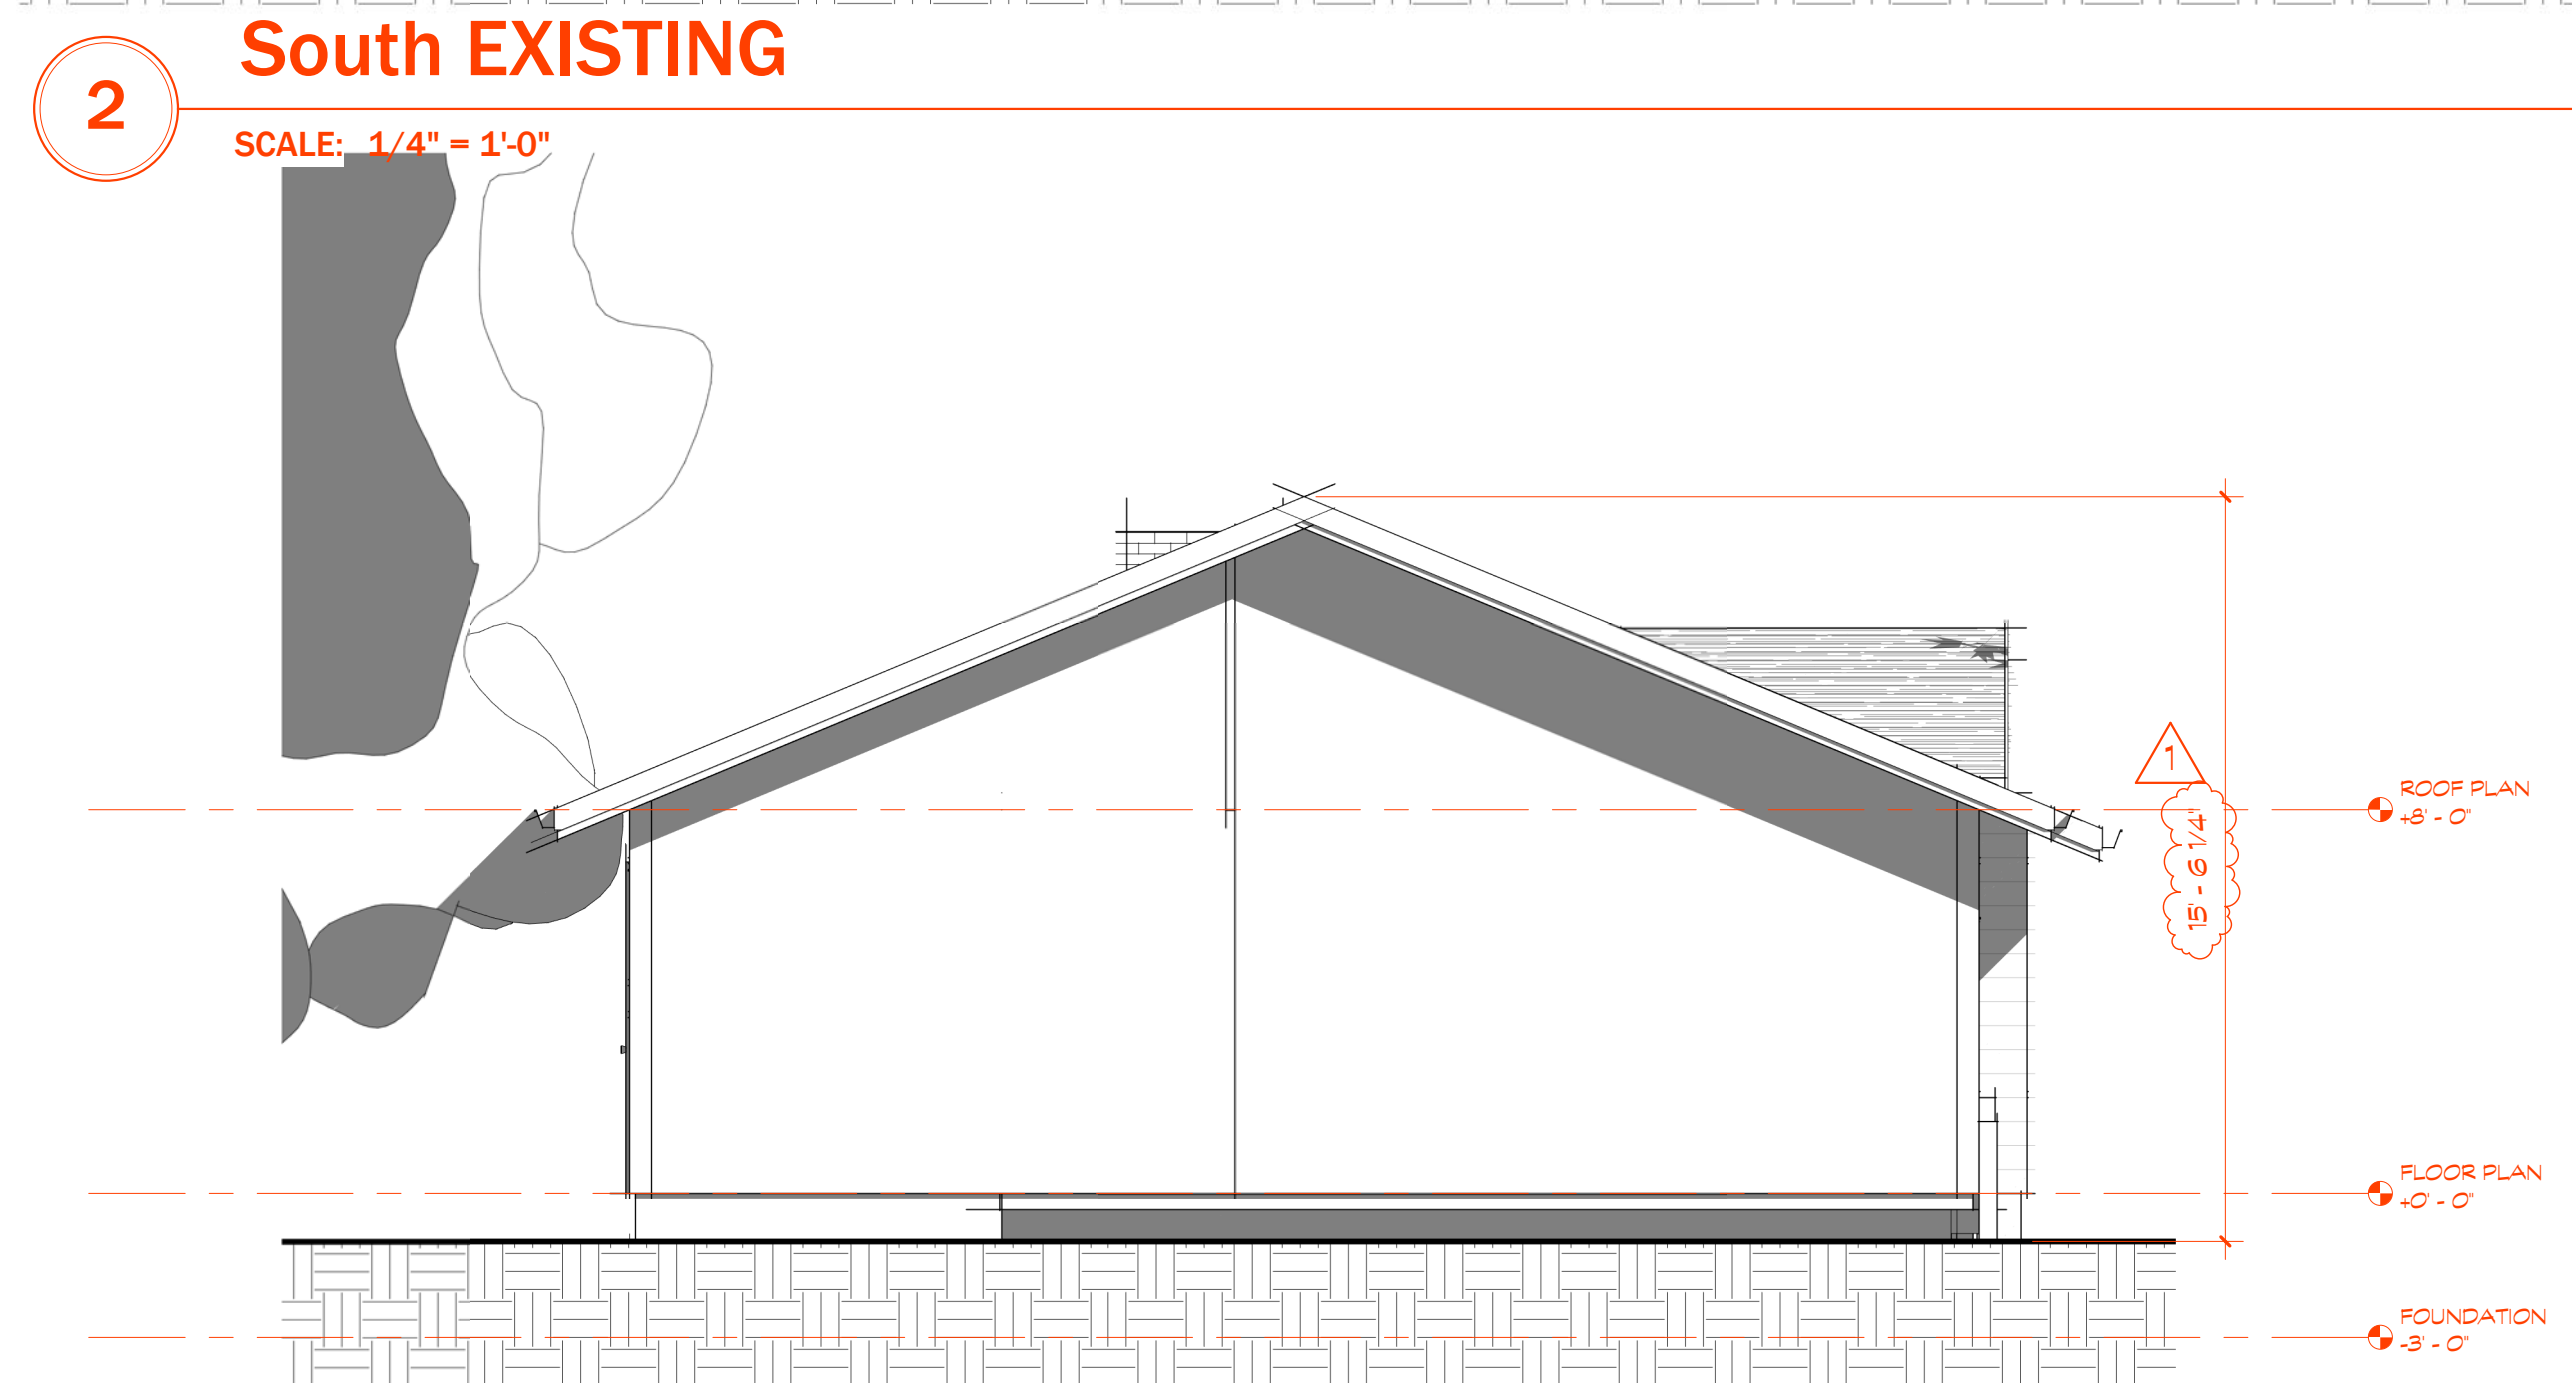 South EXISTING
2
SCALE: 1/4" = 1'-0"
1
ROOF PLAN
+8' - 0"
15' - 6 1/4"
FLOOR PLAN
+0' - 0"
FOUNDATION
-3' - 0"